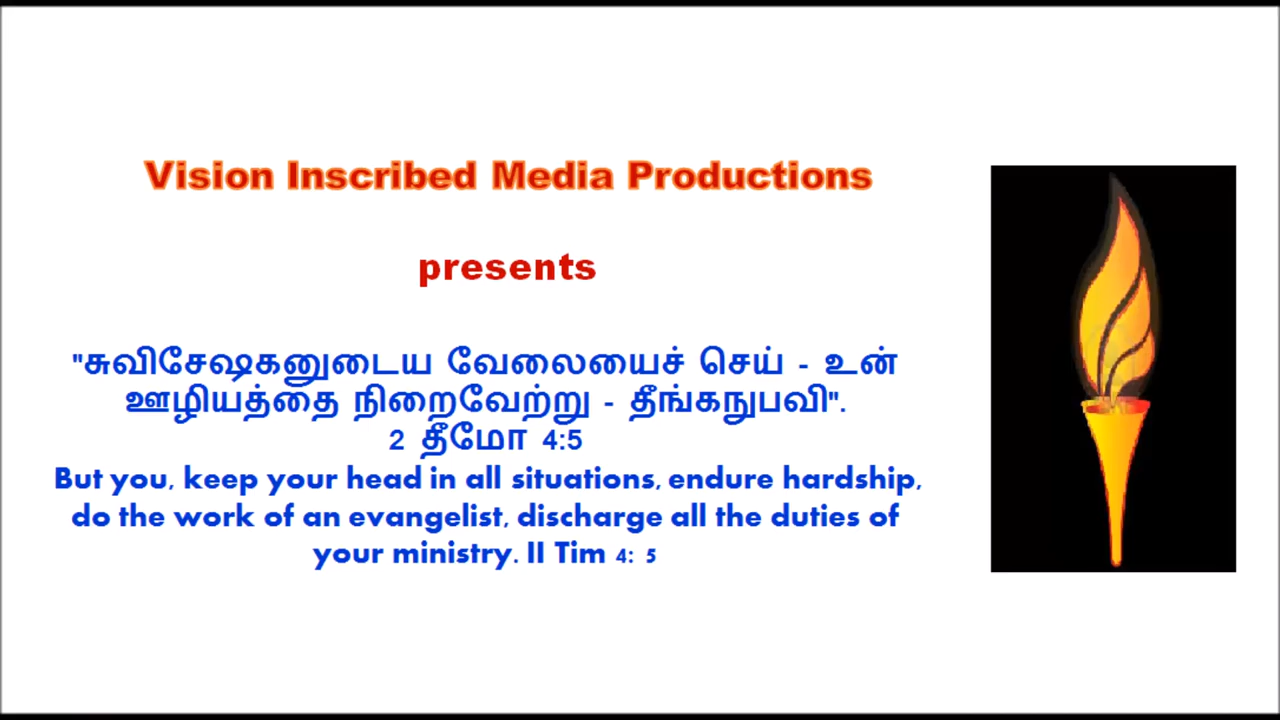 Vision Inscribed Media Productions
presents
"சுவிசேஷகனுடைய வேலையைச் செய் - உன்
ஊழியத்தை நிறைவேற்று - தீங்கநுபவி".
2 தீமோ 4:5
But you, keep your head in all situations, endure hardship,
do the work of an evangelist, discharge all the duties of
your ministry. II Tim 4: 5